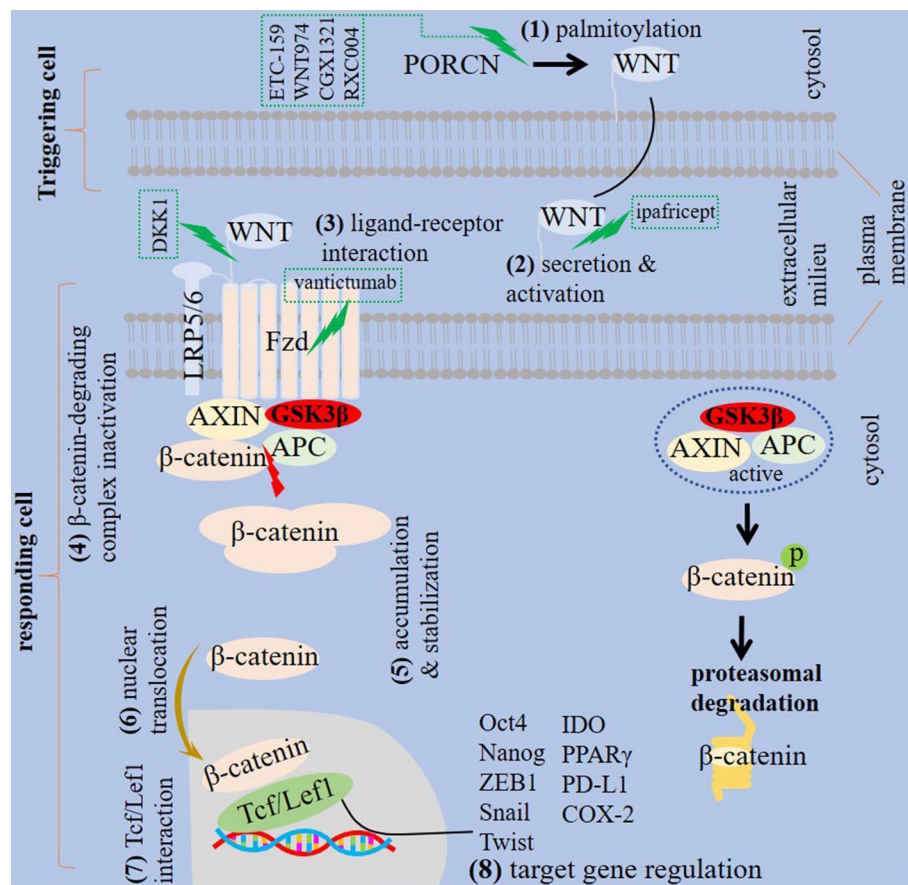 ETC-159
WNT974
CGX1321
RXC004
(1) palmitoylation
PORCN
WNT
cytosol
Triggering cell
plasma
membrane
DKK1
WNT
(3) ligand-receptor
interaction
WNT
ipafricept
(2) secretion &
activation
extracellular
milieu
vantictumab
LRP5/6
Fzd
responding cell
(4) β-catenin-degrading
complex inactivation
AXIN
GSK3β
β-catenin
APC
GSK3β
AXIN
APC
active
cytosol
β-catenin
(5) accumulation
& stabilization
p
β-catenin
(6) nuclear
translocation
β-catenin
proteasomal
degradation
β-catenin
β-catenin
Tcf/Lef1
(7) Tcf/Lef1
interaction
Oct4 IDO
Nanog PPARγ
ZEB1 PD-L1
Snail COX-2
Twist
(8) target gene regulation